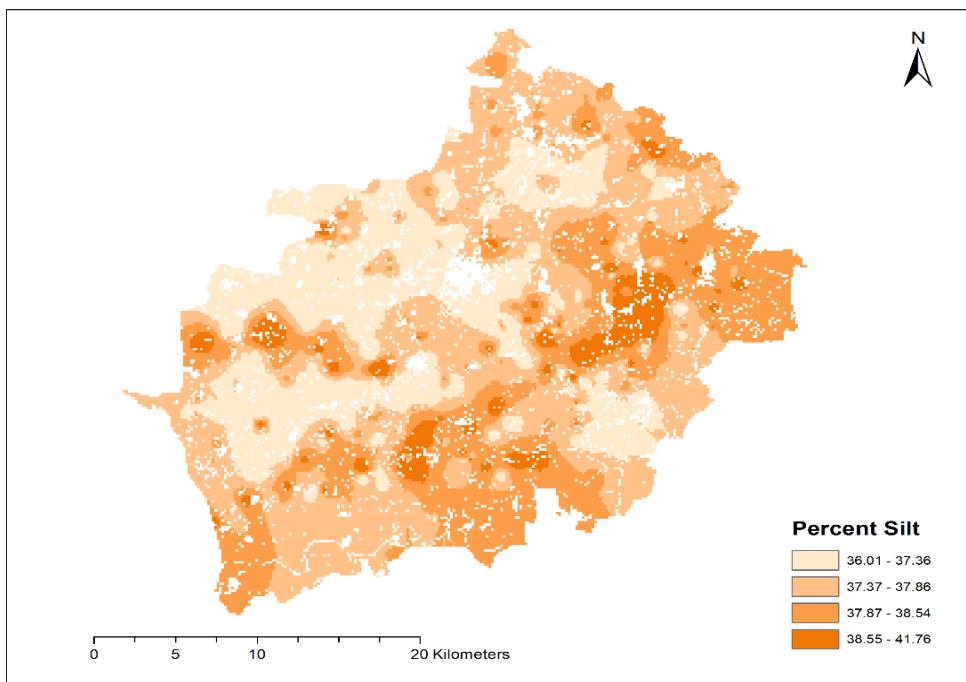 N
Percent Silt
36.01 - 37.36
37.37 - 37.86
37.87 - 38.54
38.55 - 41.76
0 5 10 20 Kilometers